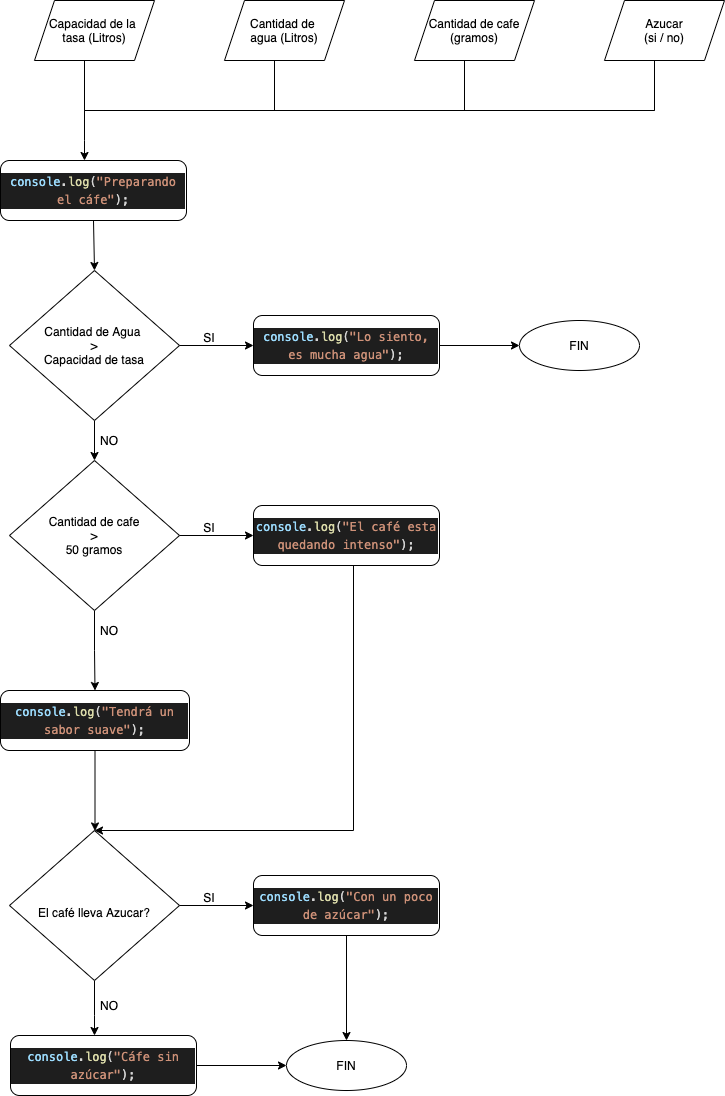 Capacidad de la
tasa (Litros)
Cantidad de
agua (Litros)
Cantidad de cafe
(gramos)
Azucar
(si / no)
console.log("Preparando
el cáfe");
Cantidad de Agua
>
Capacidad de tasa
SI
console.log("Lo siento,
es mucha agua");
FIN
NO
Cantidad de cafe
>
50 gramos
SI
console.log("El café esta
quedando intenso");
NO
console.log("Tendrá un
sabor suave");
El café lleva Azucar?
SI
console.log("Con un poco
de azúcar");
NO
console.log("Cáfe sin
azúcar");
FIN